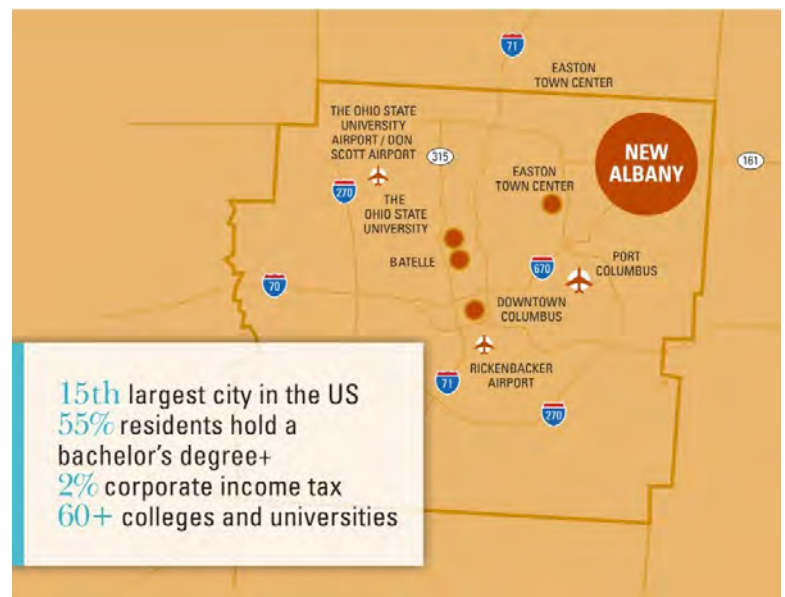 71
EASTON
TOWN CENTER
THE OHIO STATE
UNIVERSITY
AIRPORT / DON
SCOTT AIRPORT
315
NEW
ALBANY
161
270
EASTON
TOWN CENTER
THE
OHIO STATE
UNIVERSITY
BATELLE
670
PORT
COLUMBUS
70
DOWNTOWN
COLUMBUS
RICKENBACKER
AIRPORT
71
270
15th largest city in the US
55% residents hold a
bachelor's degree+
2% corporate income tax
60+ colleges and universities